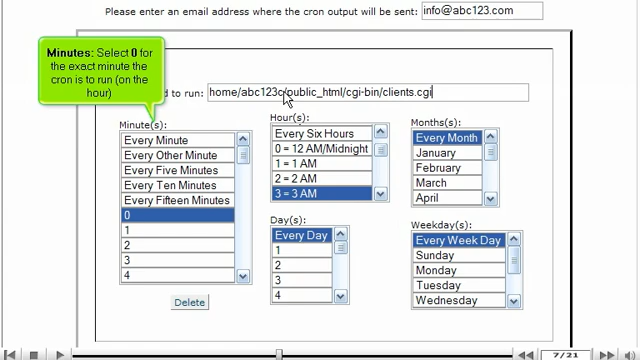 Please enter an email address where the cron output will be sent: info@abc123.com
Minutes: Select 0 for
the exact minute the
cron is to run (on the
hour)
d to run: home/abc123c/public_html/cgi-bin/clients.cgi
Minute(s):
Every Minute
Every Other Minute
Every Five Minutes
Every Ten Minutes
Every Fifteen Minutes
0
1
2
3
4
Delete
Hour(s):
Every Six Hours
0 = 12 AM/Midnight
1 = 1 AM
2 = 2 AM
3 = 3 AM
Day(s):
Every Day
1
2
3
4
Months(s):
Every Month
January
February
March
April
Weekday(s):
Every Week Day
Sunday
Monday
Tuesday
Wednesday
7/21